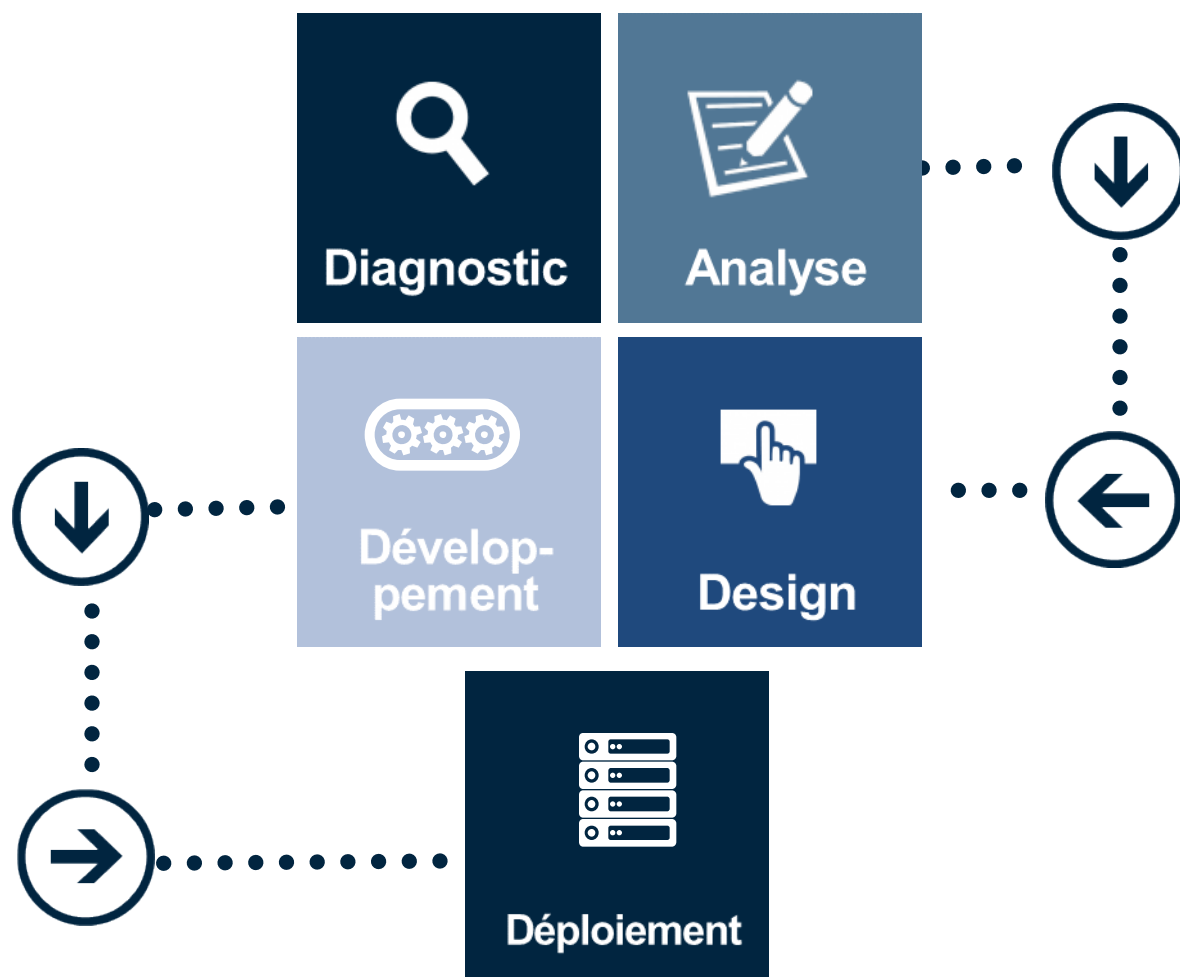 Diagnostic
Analyse
Dévelop-
pement
Design
Déploiement